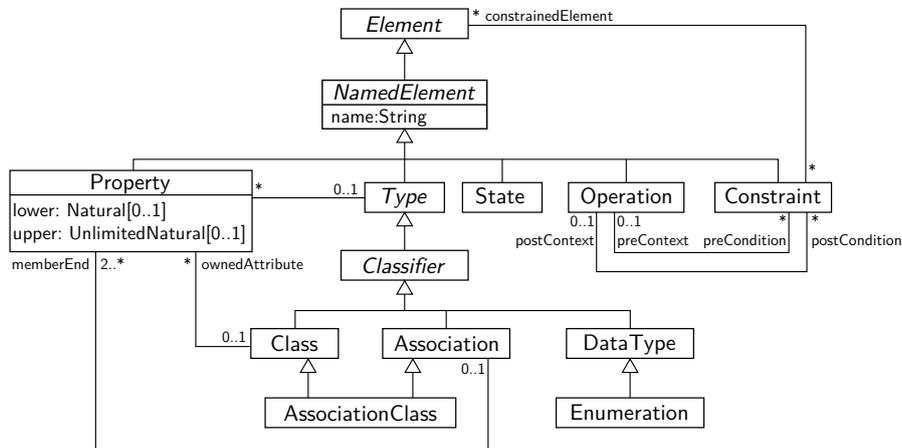 Element
* constrainedElement
NamedElement
name:String
Property
lower: Natural[0..1]
upper: UnlimitedNatural[0..1]
*
0..1
Type
State
Operation
*
Constraint
0..1
0..1
*
*
postContext
preContext
preCondition
postCondition
memberEnd
2..*
*
ownedAttribute
Classifier
0..1
Class
Association
0..1
DataType
AssociationClass
Enumeration